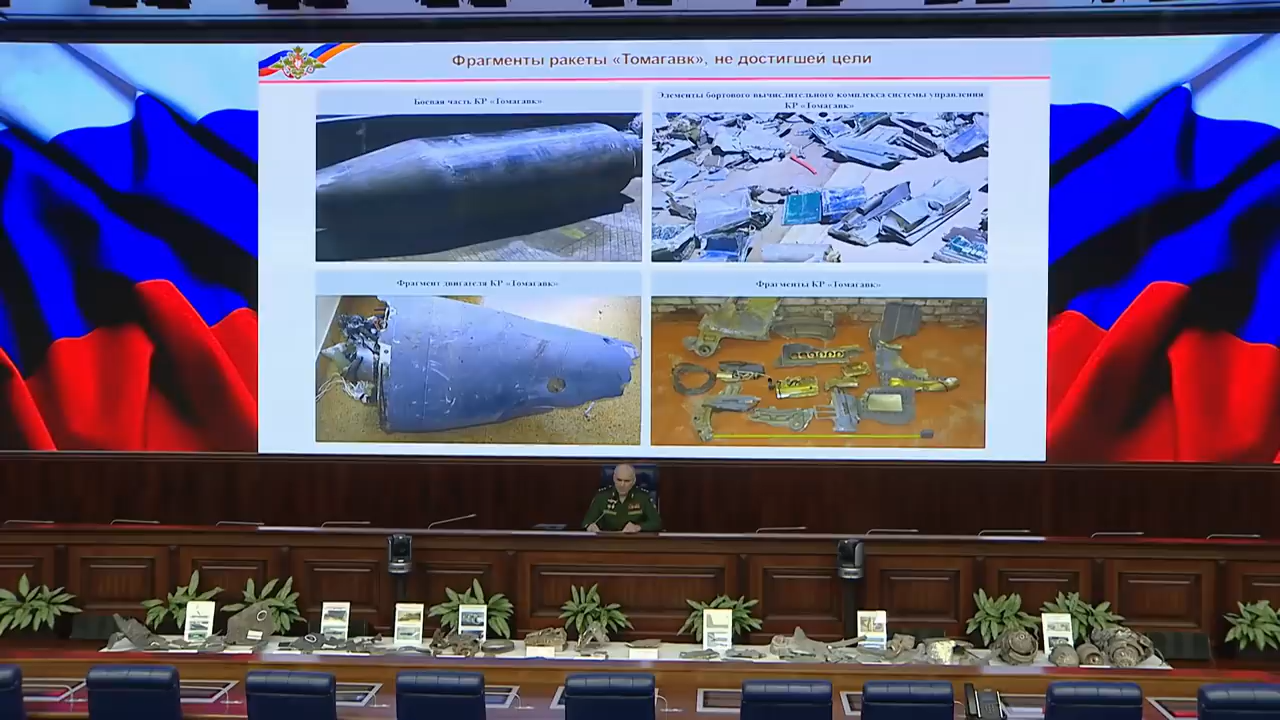 Фрагменты ракеты «Томагавк», не достигшей цели
Боевая часть КР «Томагавк»
Элементы бортового вычислительного комплекса системы управления
КР «Томагавк»
Фрагмент двигателя КР «Томагавк»
Фрагменты КР «Томагавк»